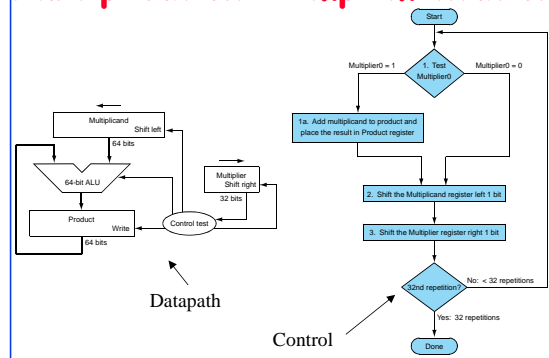 Start
Multiplier0 = 1
1. Test
Multiplier0
Multiplier0 = 0
1a. Add multiplicand to product and
place the result in Product register
2. Shift the Multiplicand register left 1 bit
3. Shift the Multiplier register right 1 bit
32nd repetition?
No: < 32 repetitions
Yes: 32 repetitions
Done
Multiplicand
Shift left
64 bits
64-bit ALU
Multiplier
Shift right
32 bits
Product
Write
Control test
64 bits
Datapath
Control